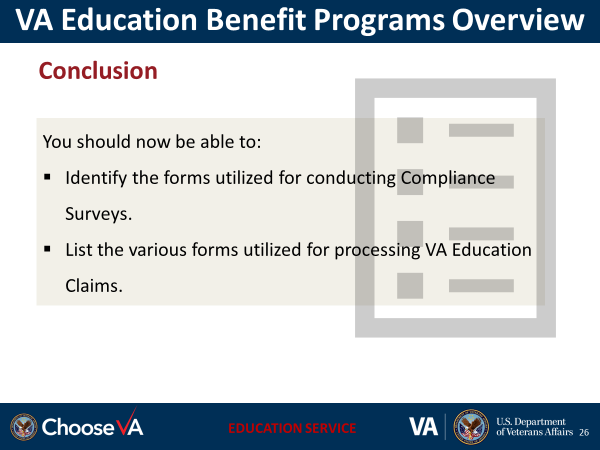 VA Education Benefit Programs Overview
Conclusion
You should now be able to:
▪ Identify the forms utilized for conducting Compliance
Surveys.
▪ List the various forms utilized for processing VA Education
Claims.
ChooseVA
EDUCATION SERVICE
VA
U.S. Department
of Veterans Affairs
26